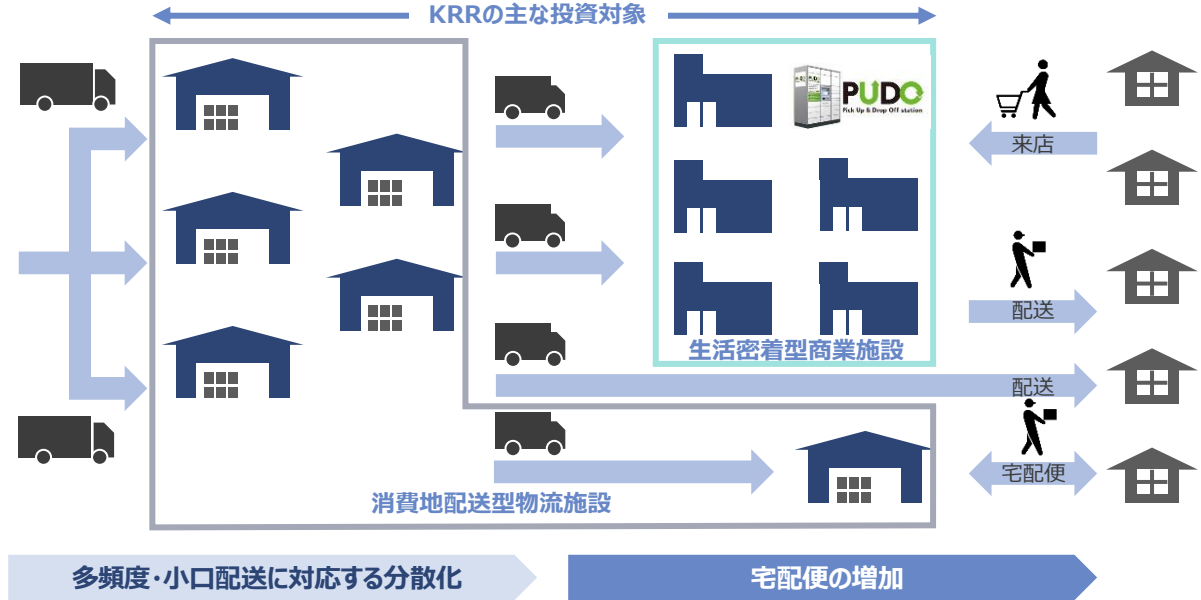 KRRの主な投資対象
PUDO
Pick Up & Drop Off station
来店
配送
生活密着型商業施設
配送
宅配便
消費地配送型物流施設
多頻度・小口配送に対応する分散化
宅配便の増加